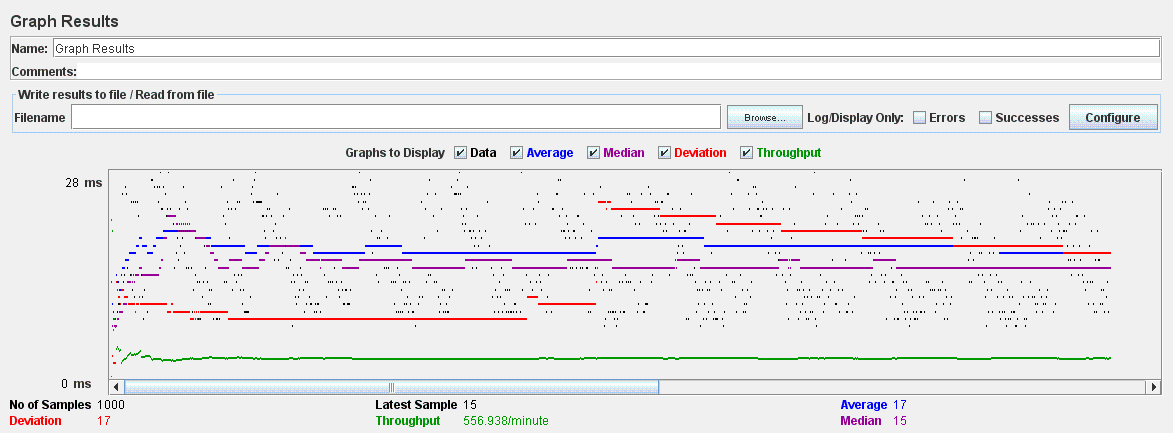 Graph Results
Name: Graph Results
Comments:
Write results to file / Read from file
Filename Browse... Log/Display Only: Errors Successes Configure
Graphs to Display Data Average Median Deviation Throughput
28 ms
0 ms
No of Samples 1000 Latest Sample 15 Average 17
Deviation 17 Throughput 556.938/minute Median 15